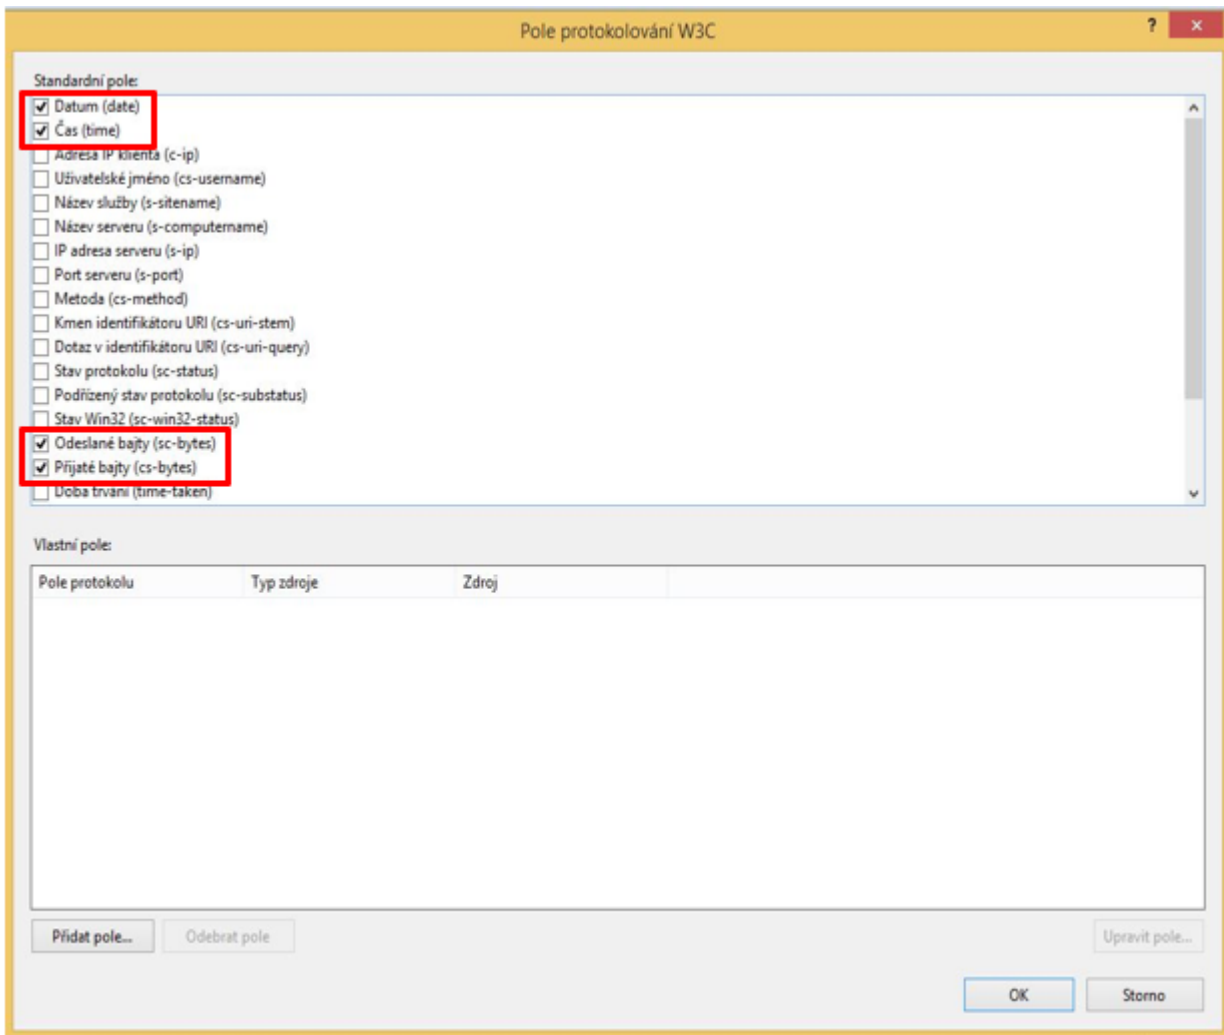 Pole protokolování W3C
?
Standardní pole:
Datum (date)
Čas (time)
Adresa IP klienta (c-ip)
Uživatelské jméno (cs-username)
Název služby (s-sitename)
Název serveru (s-computername)
IP adresa serveru (s-ip)
Port serveru (s-port)
Metoda (cs-method)
Kmen identifikátoru URI (cs-uri-stem)
Dotaz v identifikátoru URI (cs-uri-query)
Stav protokolu (sc-status)
Podřízený stav protokolu (sc-substatus)
Stav Win32 (sc-win32-status)
Odeslané bajty (sc-bytes)
Přijaté bajty (cs-bytes)
Doba trvání (time-taken)
Vlastní pole:
Pole protokolu Typ zdroje Zdroj
Přidat pole... Odebrat pole Upravit pole...
OK Storno